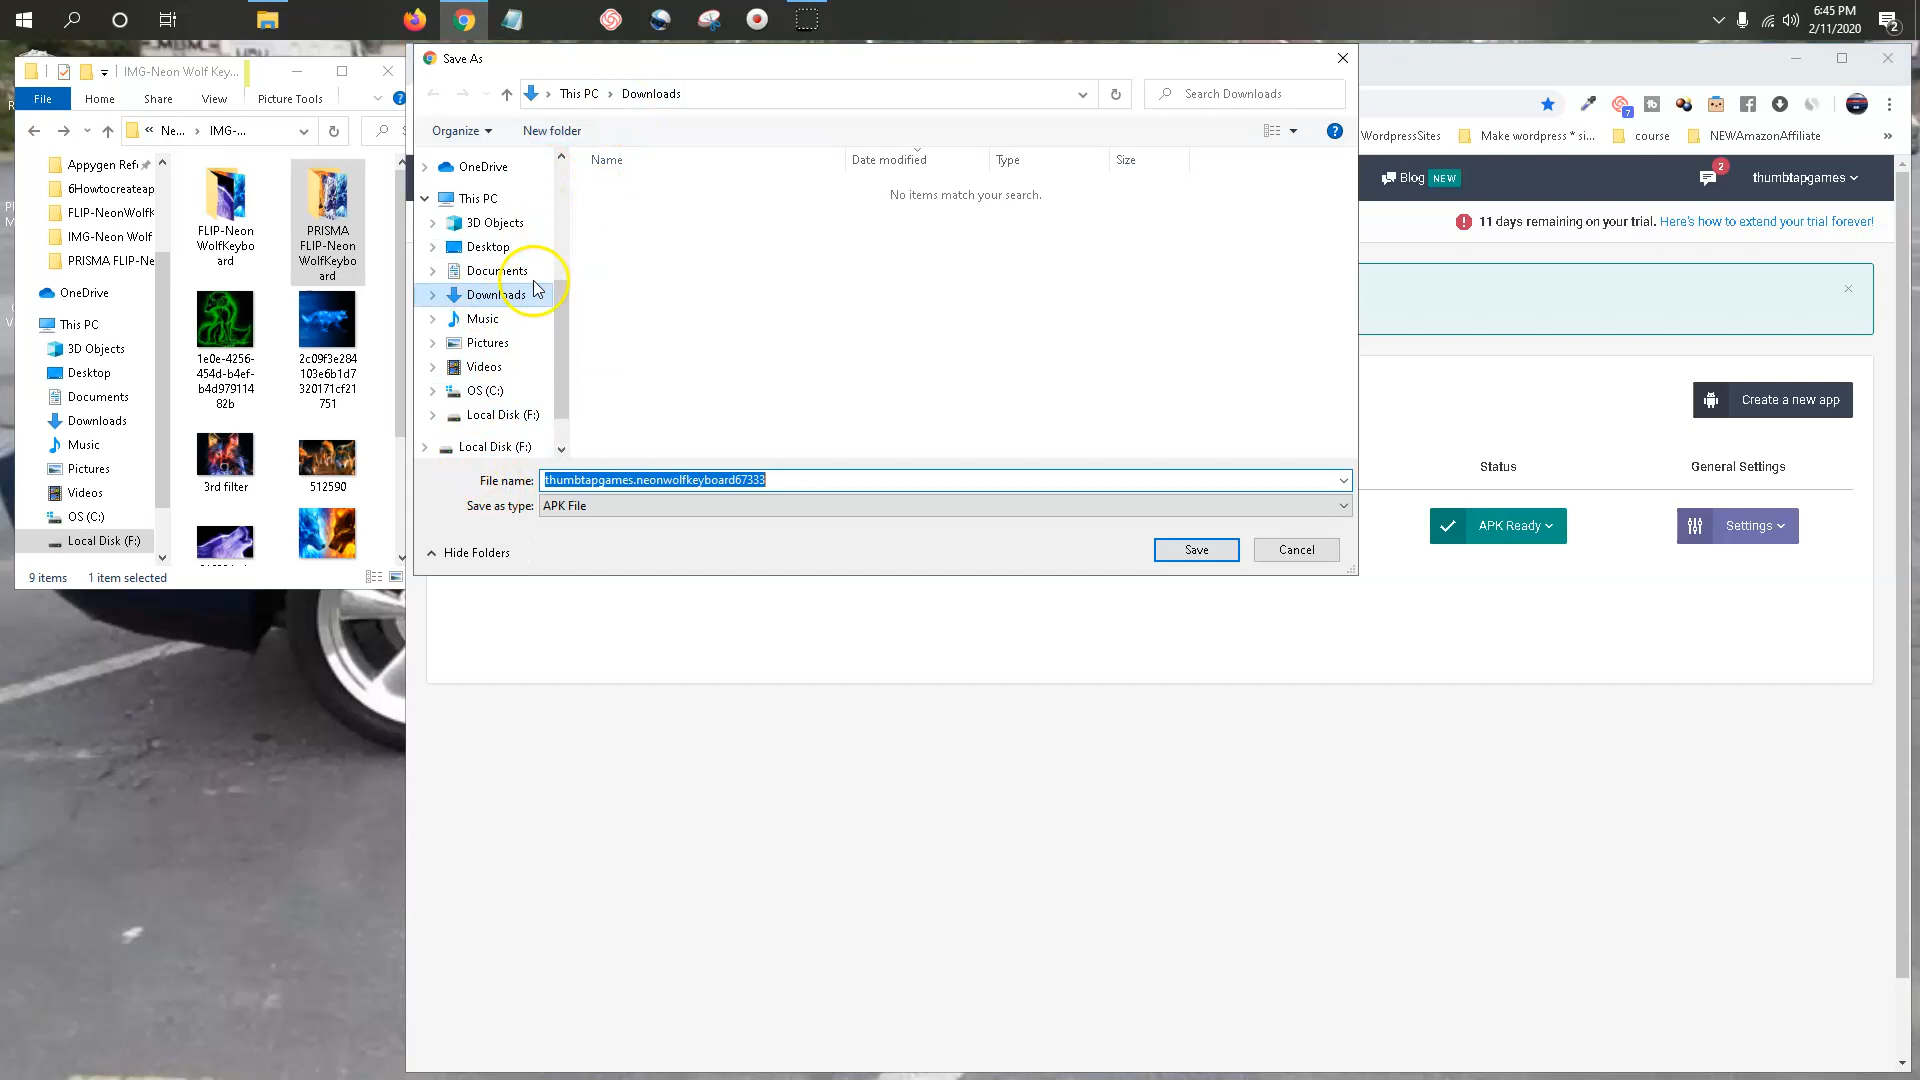 6:45 PM
2/11/2020
2
IMG-Neon Wolf Key...
File
Home
Share
View
Picture Tools
Ne...
IMG-...
Appygen Ref
6Howtocreateap
FLIP-NeonWolfK
IMG-Neon Wolf
PRISMA FLIP-Ne
OneDrive
This PC
3D Objects
Desktop
Documents
Downloads
Music
Pictures
Videos
OS (C:)
Local Disk (F:)
FLIP-Neon
WolfKeybo
ard
PRISMA
FLIP-Neon
WolfKeybo
ard
1e0e-4256-
454d-b4ef-
b4d979114
82b
2c09f3e284
103e6b1d7
320171cf21
751
3rd filter
512590
9 items
1 item selected
Save As
This PC
Downloads
Search Downloads
Organize
New folder
Name
Date modified
Type
Size
No items match your search.
OneDrive
This PC
3D Objects
Desktop
Documents
Downloads
Music
Pictures
Videos
OS (C:)
Local Disk (F:)
Local Disk (F:)
File name: thumbtapgames.neonwolfkeyboard67333
Save as type: APK File
Hide Folders
Save
Cancel
7
WordpressSites
Make wordpress * si...
course
NEWAmazonAffiliate
Blog NEW
2
thumbtapgames
11 days remaining on your trial. Here's how to extend your trial forever!
Create a new app
Status
General Settings
APK Ready
Settings